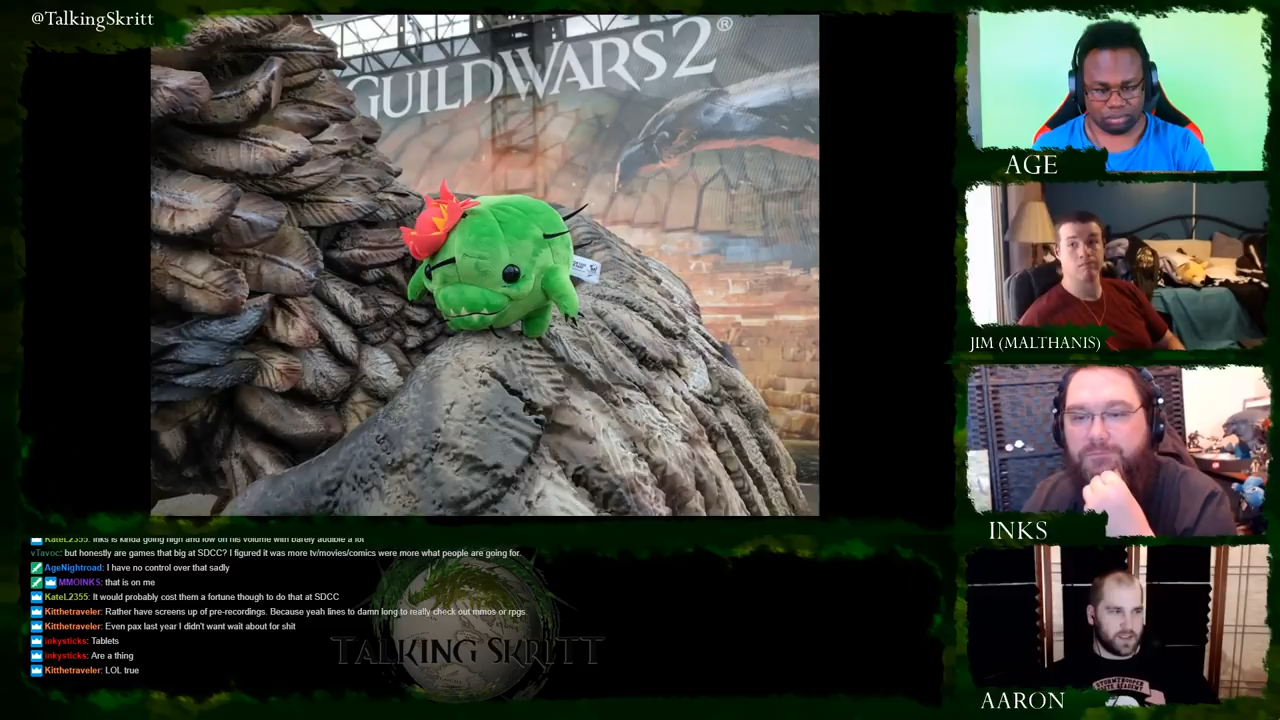 @TalkingSkritt
GUILDWARS2®
AGE
JIM (MALTHANIS)
INKS
AARON
KateL2355: inks is kinda going high and low on his volume with barely audible a lot
vTavoc: but honestly are games that big at SDCC? I figured it was more tv/movies/comics were more what people are going for.
AgeNightroad: I have no control over that sadly
MMOINKS: that is on me
KateL2355: It would probably cost them a fortune though to do that at SDCC
Kitthetraveler: Rather have screens up of pre-recordings. Because yeah lines to damn long to really check out mmos or rpgs.
Kitthetraveler: Even pax last year I didn't want wait about for shit
inkysticks: Tablets
inkysticks: Are a thing
Kitthetraveler: LOL true
TALKING SKRITT